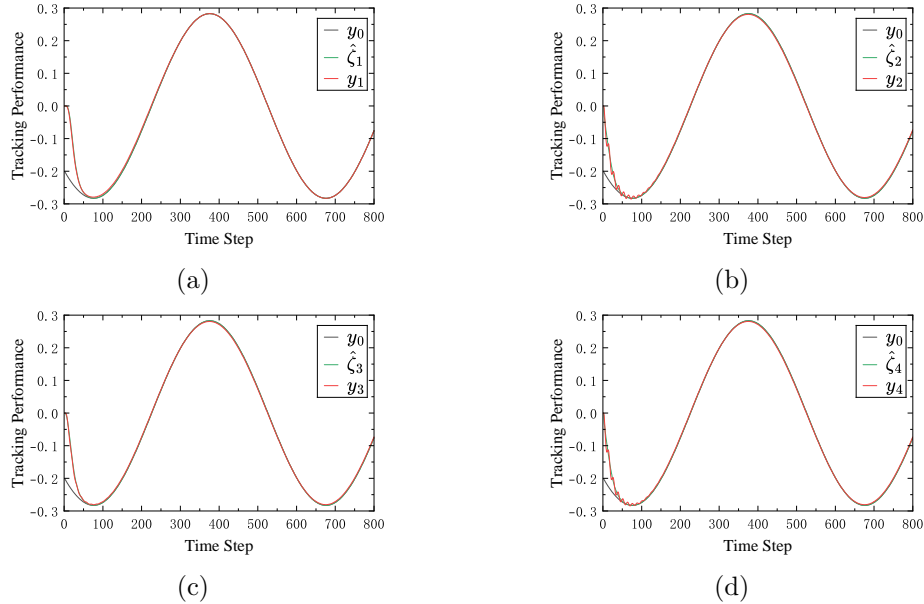 0.3
0.2
0.1
0.0
-0.1
-0.2
-0.3
0 100 200 300 400 500 600 700 800
Tracking Performance
Time Step
y₀
ζ̂₁
y₁
(a)
0.3
0.2
0.1
0.0
-0.1
-0.2
-0.3
0 100 200 300 400 500 600 700 800
Tracking Performance
Time Step
y₀
ζ̂₂
y₂
(b)
0.3
0.2
0.1
0.0
-0.1
-0.2
-0.3
0 100 200 300 400 500 600 700 800
Tracking Performance
Time Step
y₀
ζ̂₃
y₃
(c)
0.3
0.2
0.1
0.0
-0.1
-0.2
-0.3
0 100 200 300 400 500 600 700 800
Tracking Performance
Time Step
y₀
ζ̂₄
y₄
(d)